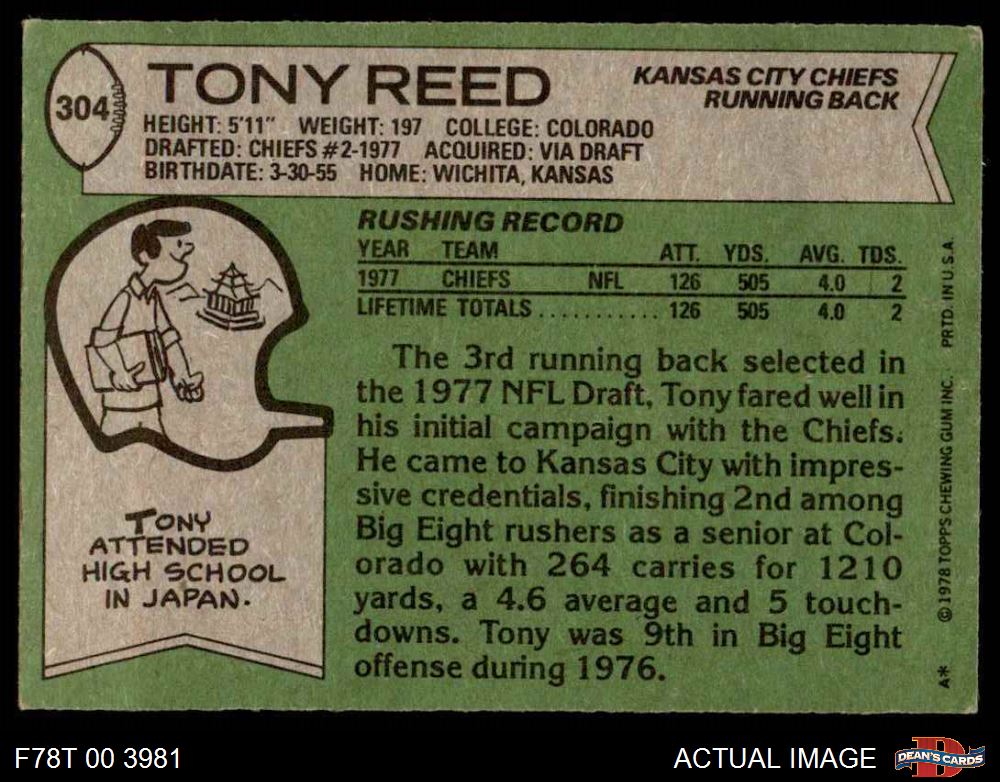 304
TONY REED
KANSAS CITY CHIEFS
RUNNING BACK
HEIGHT: 5'11" WEIGHT: 197 COLLEGE: COLORADO
DRAFTED: CHIEFS #2-1977 ACQUIRED: VIA DRAFT
BIRTHDATE: 3-30-55 HOME: WICHITA, KANSAS
RUSHING RECORD
YEAR TEAM ATT. YDS. AVG. TDS.
1977 CHIEFS NFL 126 505 4.0 2
LIFETIME TOTALS ........... 126 505 4.0 2
The 3rd running back selected in
the 1977 NFL Draft, Tony fared well in
his initial campaign with the Chiefs.
He came to Kansas City with impres-
sive credentials, finishing 2nd among
Big Eight rushers as a senior at Col-
orado with 264 carries for 1210
yards, a 4.6 average and 5 touch-
downs. Tony was 9th in Big Eight
offense during 1976.
TONY
ATTENDED
HIGH SCHOOL
IN JAPAN.
A* © 1978 TOPPS CHEWING GUM INC. PRTD. IN U.S.A.
F78T 00 3981
ACTUAL IMAGE
D
DEAN'S CARDS